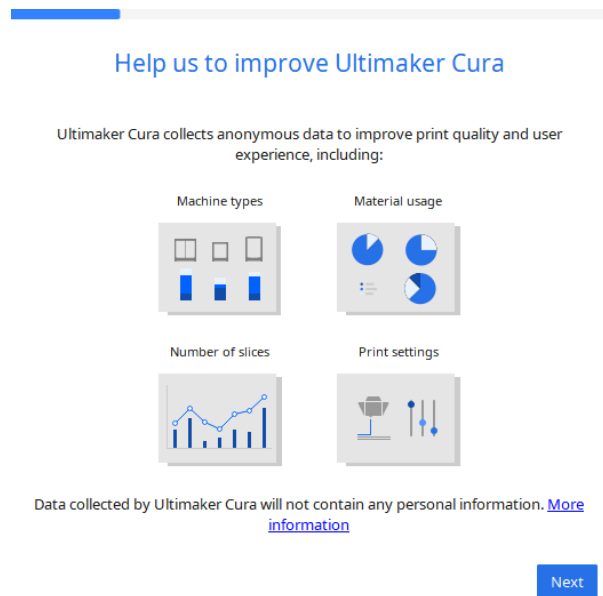 Help us to improve Ultimaker Cura
Ultimaker Cura collects anonymous data to improve print quality and user
experience, including:
Machine types
Material usage
Number of slices
Print settings
Data collected by Ultimaker Cura will not contain any personal information. More
information
Next